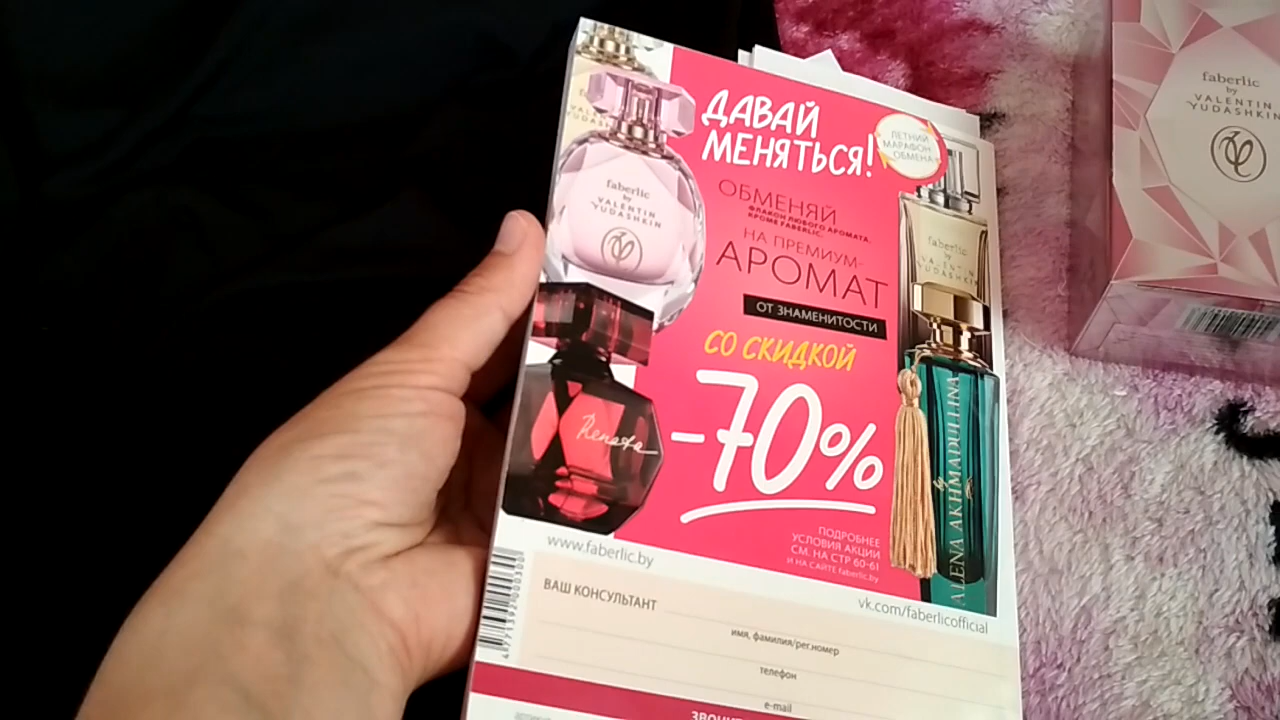 ДАВАЙ
МЕНЯТЬСЯ!
ЛЕТНИЙ
МАРАФОН
ОБМЕНА
ОБМЕНЯЙ
ФЛАКОН ЛЮБОГО АРОМАТА,
КРОМЕ FABERLIC,
НА ПРЕМИУМ-
АРОМАТ
ОТ ЗНАМЕНИТОСТИ
СО СКИДКОЙ
-70%
ПОДРОБНЕЕ
УСЛОВИЯ АКЦИИ
СМ. НА СТР 60-61
И НА САЙТЕ faberlic.by
faberlic
by
VALENTIN
YUDASHKIN
Renata
faberlic
by
VALENTIN
YUDASHKIN
by
ALENA AKHMADULLINA
www.faberlic.by
vk.com/faberlicofficial
ВАШ КОНСУЛЬТАНТ
имя, фамилия/рег.номер
телефон
e-mail
faberlic
by
VALENTIN
YUDASHKIN